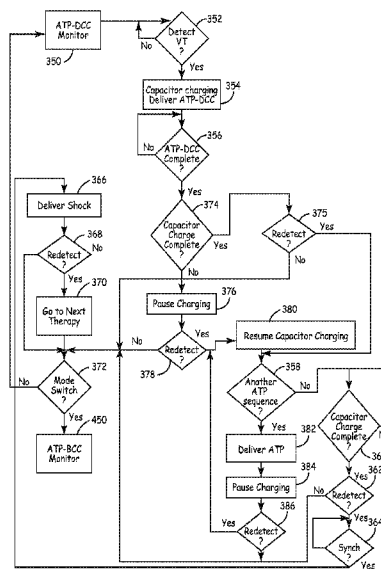 ATP-DCC
Monitor
350
352
Detect
VT
?
No
Yes
Capacitor charging
Deliver ATP-DCC
354
356
ATP-DCC
Complete
?
No
Yes
366
Deliver Shock
374
Capacitor
Charge
Complete
?
Yes
No
375
Redetect
?
Yes
No
368
Redetect
?
No
Yes
370
Go to Next
Therapy
376
Pause Charging
380
Resume Capacitor Charging
Redetect
?
378
No
Yes
372
Mode
Switch
?
No
Yes
358
Another
ATP
sequence
?
No
Yes
Capacitor
Charge
Complete
?
36
Yes
450
ATP-BCC
Monitor
382
Deliver ATP
384
Pause Charging
362
Redetect
?
No
Yes
386
Redetect
?
Yes
364
Synch
?
Yes